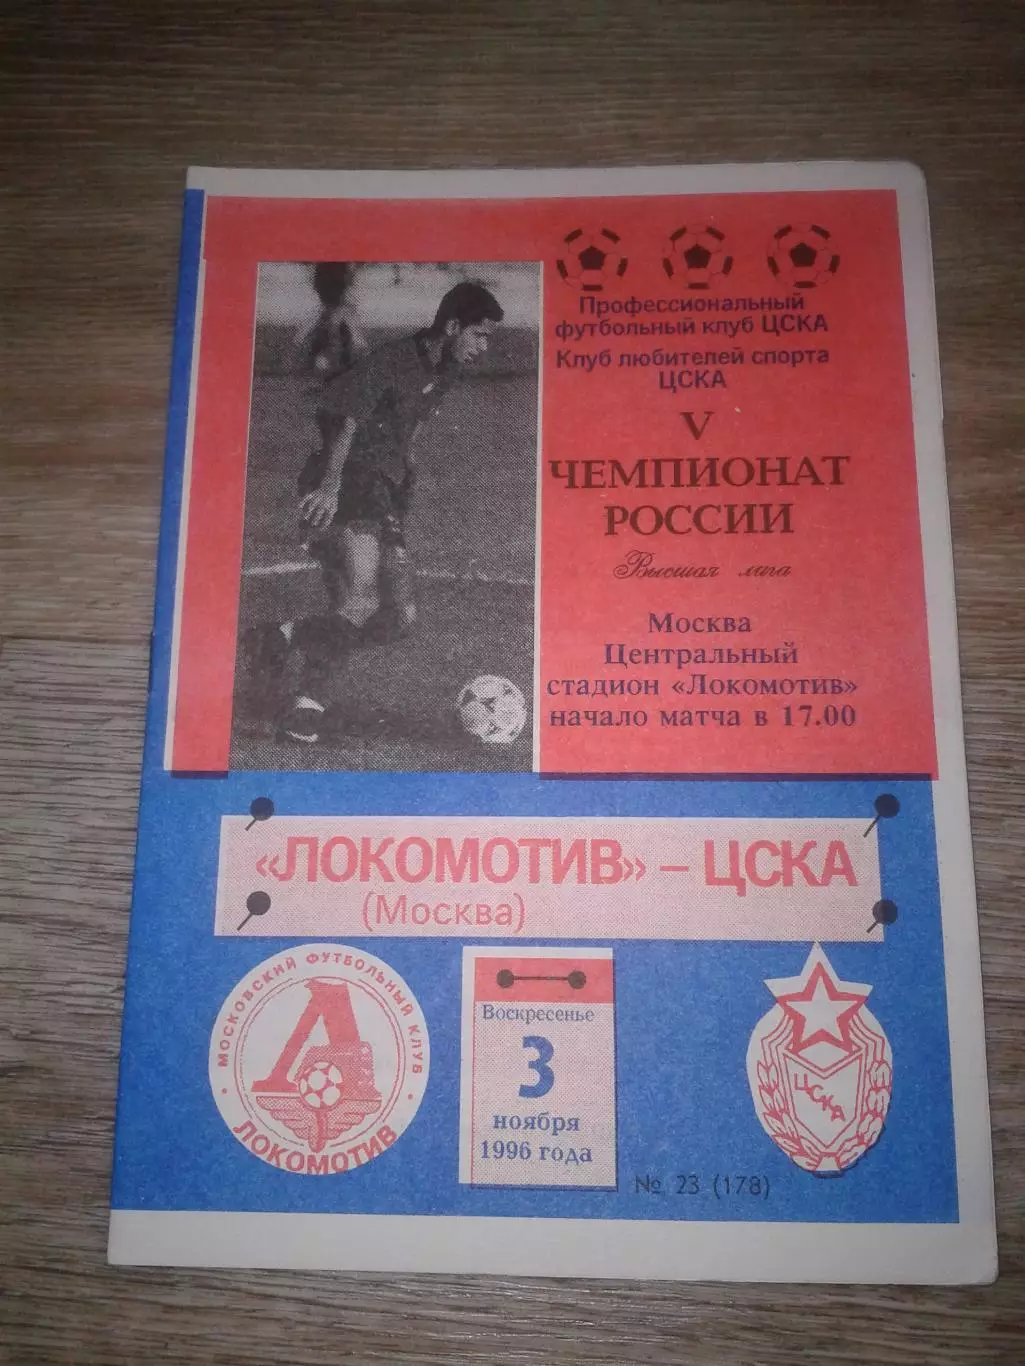 Профессиональный
футбольный клуб ЦСКА
Клуб любителей спорта
ЦСКА
V
ЧЕМПИОНАТ
РОССИИ
Высшая лига
Москва
Центральный
стадион «Локомотив»
начало матча в 17.00
«ЛОКОМОТИВ» – ЦСКА
(Москва)
· МОСКОВСКИЙ ФУТБОЛЬНЫЙ КЛУБ ·
Л
ЛОКОМОТИВ
Воскресенье
3
ноября
1996 года
ЦСКА
№ 23 (178)